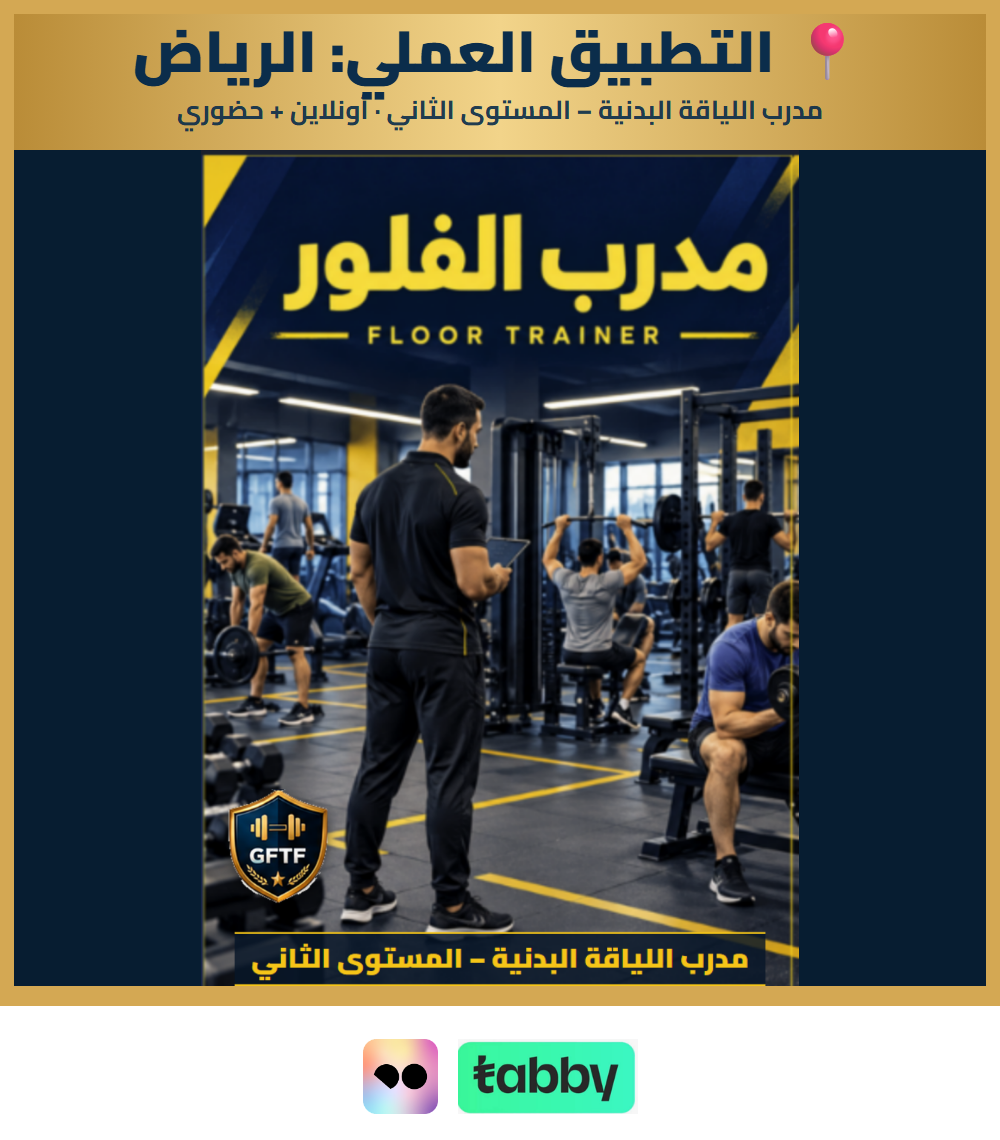 التطبيق العملي: الرياض
مدرب اللياقة البدنية – المستوى الثاني · أونلاين + حضوري
مدرب الفلور
FLOOR TRAINER
GFTF
مدرب اللياقة البدنية – المستوى الثاني
tabby